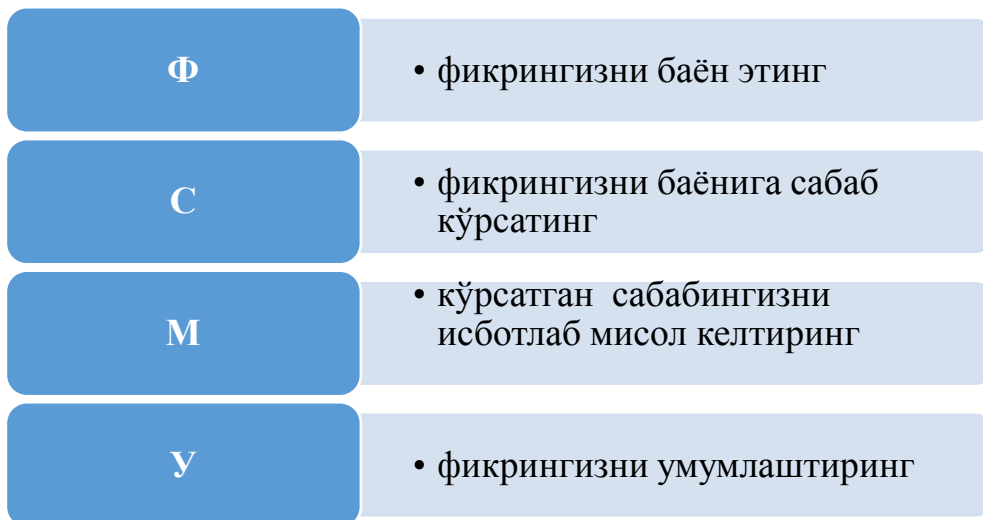 Ф
• фикрингизни баён этинг
С
• фикрингизни баёнига сабаб
кўрсатинг
М
• кўрсатган сабабингизни
исботлаб мисол келтиринг
У
• фикрингизни умумлаштиринг